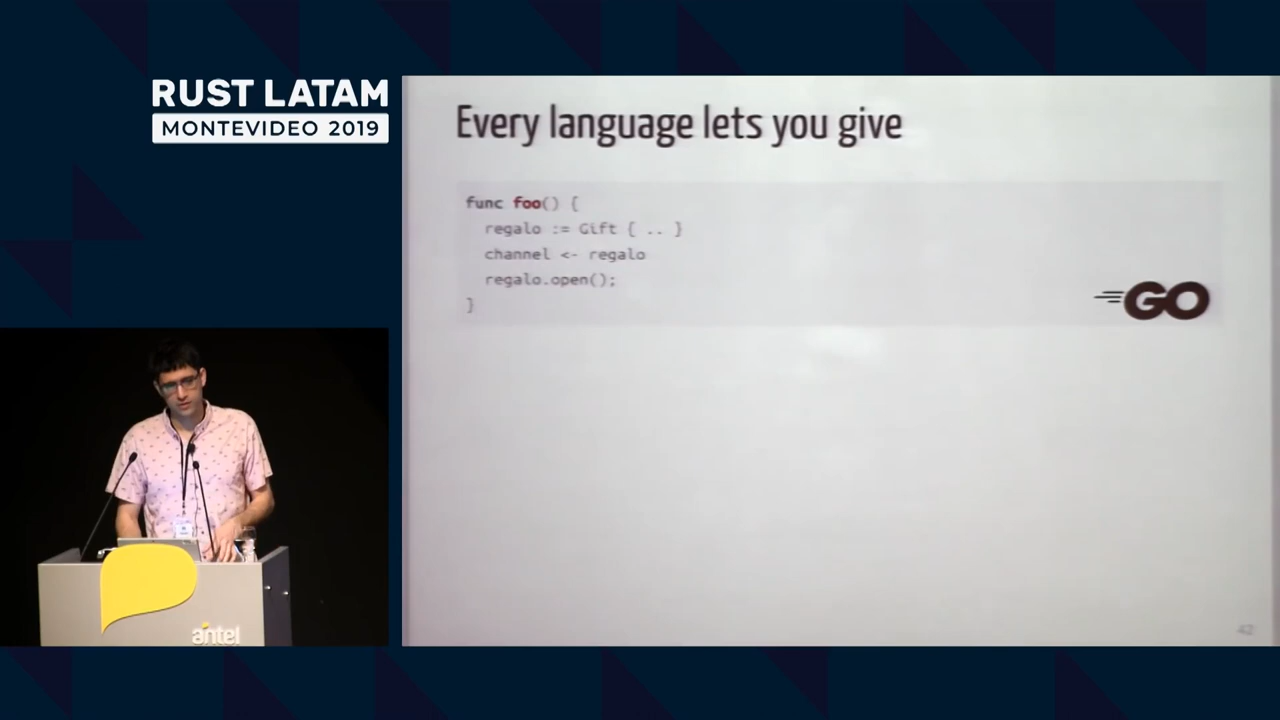 RUST LATAM
MONTEVIDEO 2019
Every language lets you give
func foo() {
regalo := Gift { .. }
channel <- regalo
regalo.open();
}
GO
antel
42